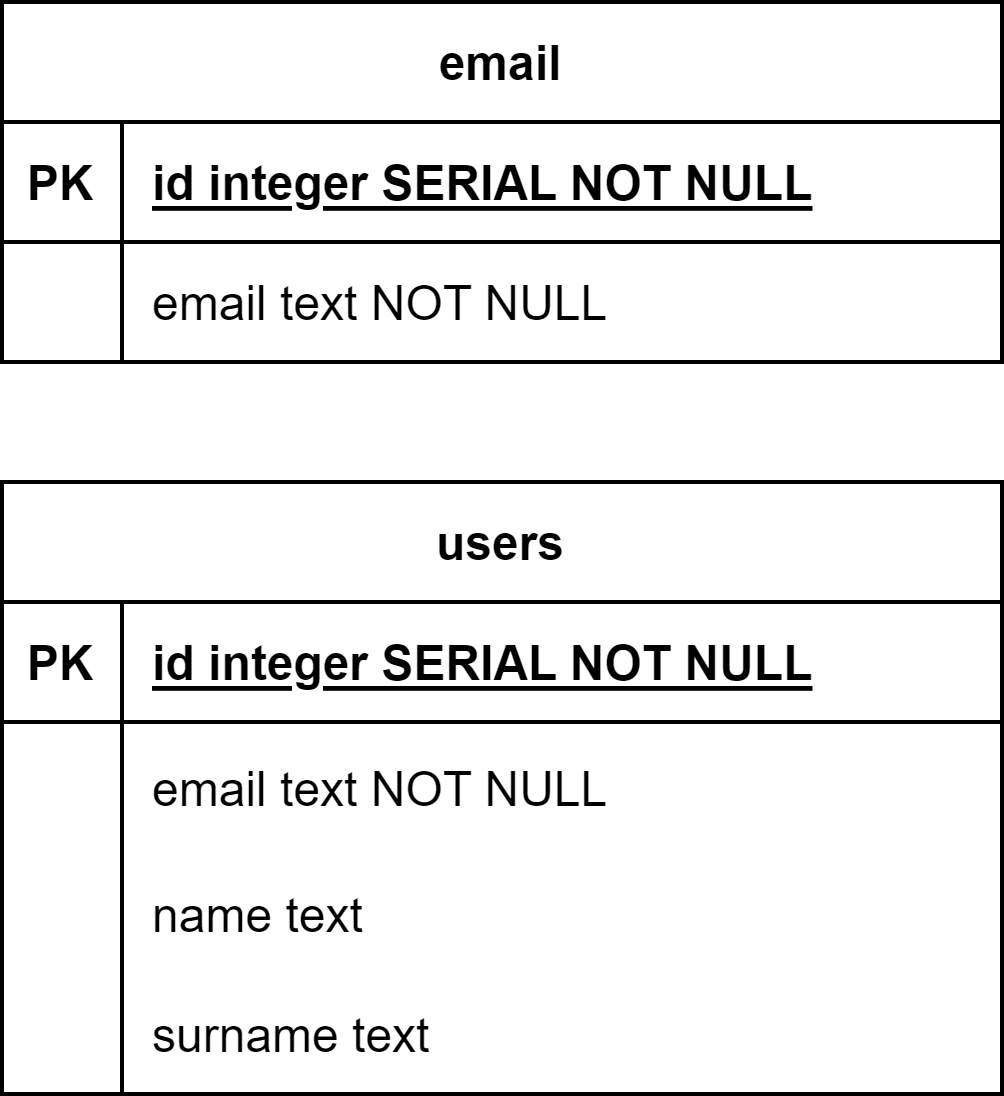 email
PK id integer SERIAL NOT NULL
email text NOT NULL
users
PK id integer SERIAL NOT NULL
email text NOT NULL
name text
surname text